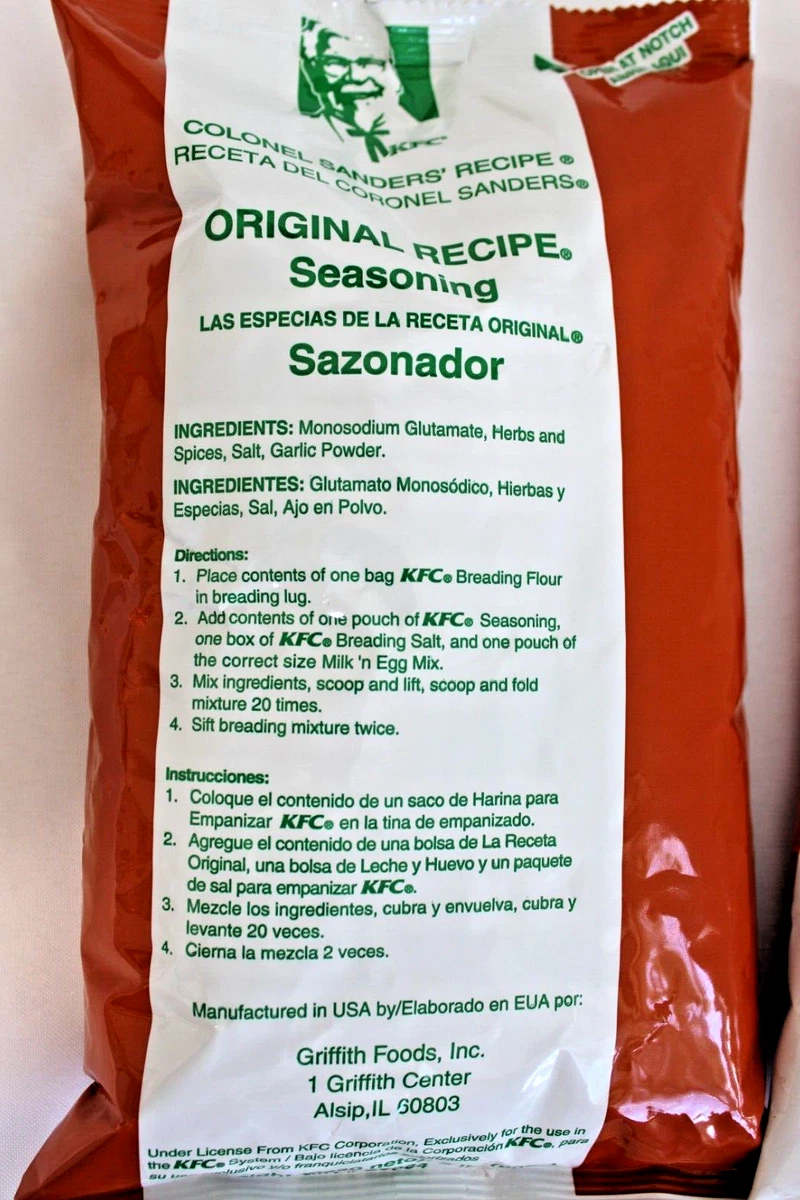 AT NOTCH
KFC
COLONEL SANDERS' RECIPE ®
RECETA DEL CORONEL SANDERS®
ORIGINAL RECIPE®
Seasoning
LAS ESPECIAS DE LA RECETA ORIGINAL®
Sazonador
INGREDIENTS: Monosodium Glutamate, Herbs and
Spices, Salt, Garlic Powder.
INGREDIENTES: Glutamato Monosódico, Hierbas y
Especias, Sal, Ajo en Polvo.
Directions:
1. Place contents of one bag KFC® Breading Flour
in breading lug.
2. Add contents of one pouch of KFC® Seasoning,
one box of KFC® Breading Salt, and one pouch of
the correct size Milk 'n Egg Mix.
3. Mix ingredients, scoop and lift, scoop and fold
mixture 20 times.
4. Sift breading mixture twice.
Instrucciones:
1. Coloque el contenido de un saco de Harina para
Empanizar KFC® en la tina de empanizado.
2. Agregue el contenido de una bolsa de La Receta
Original, una bolsa de Leche y Huevo y un paquete
de sal para empanizar KFC®.
3. Mezcle los ingredientes, cubra y envuelva, cubra y
levante 20 veces.
4. Cierna la mezcla 2 veces.
Manufactured in USA by/Elaborado en EUA por:
Griffith Foods, Inc.
1 Griffith Center
Alsip,IL 60803
Under License From KFC Corporation, Exclusively for the use in
the KFC® System / Bajo licencia de la Corporación KFC®, para
su